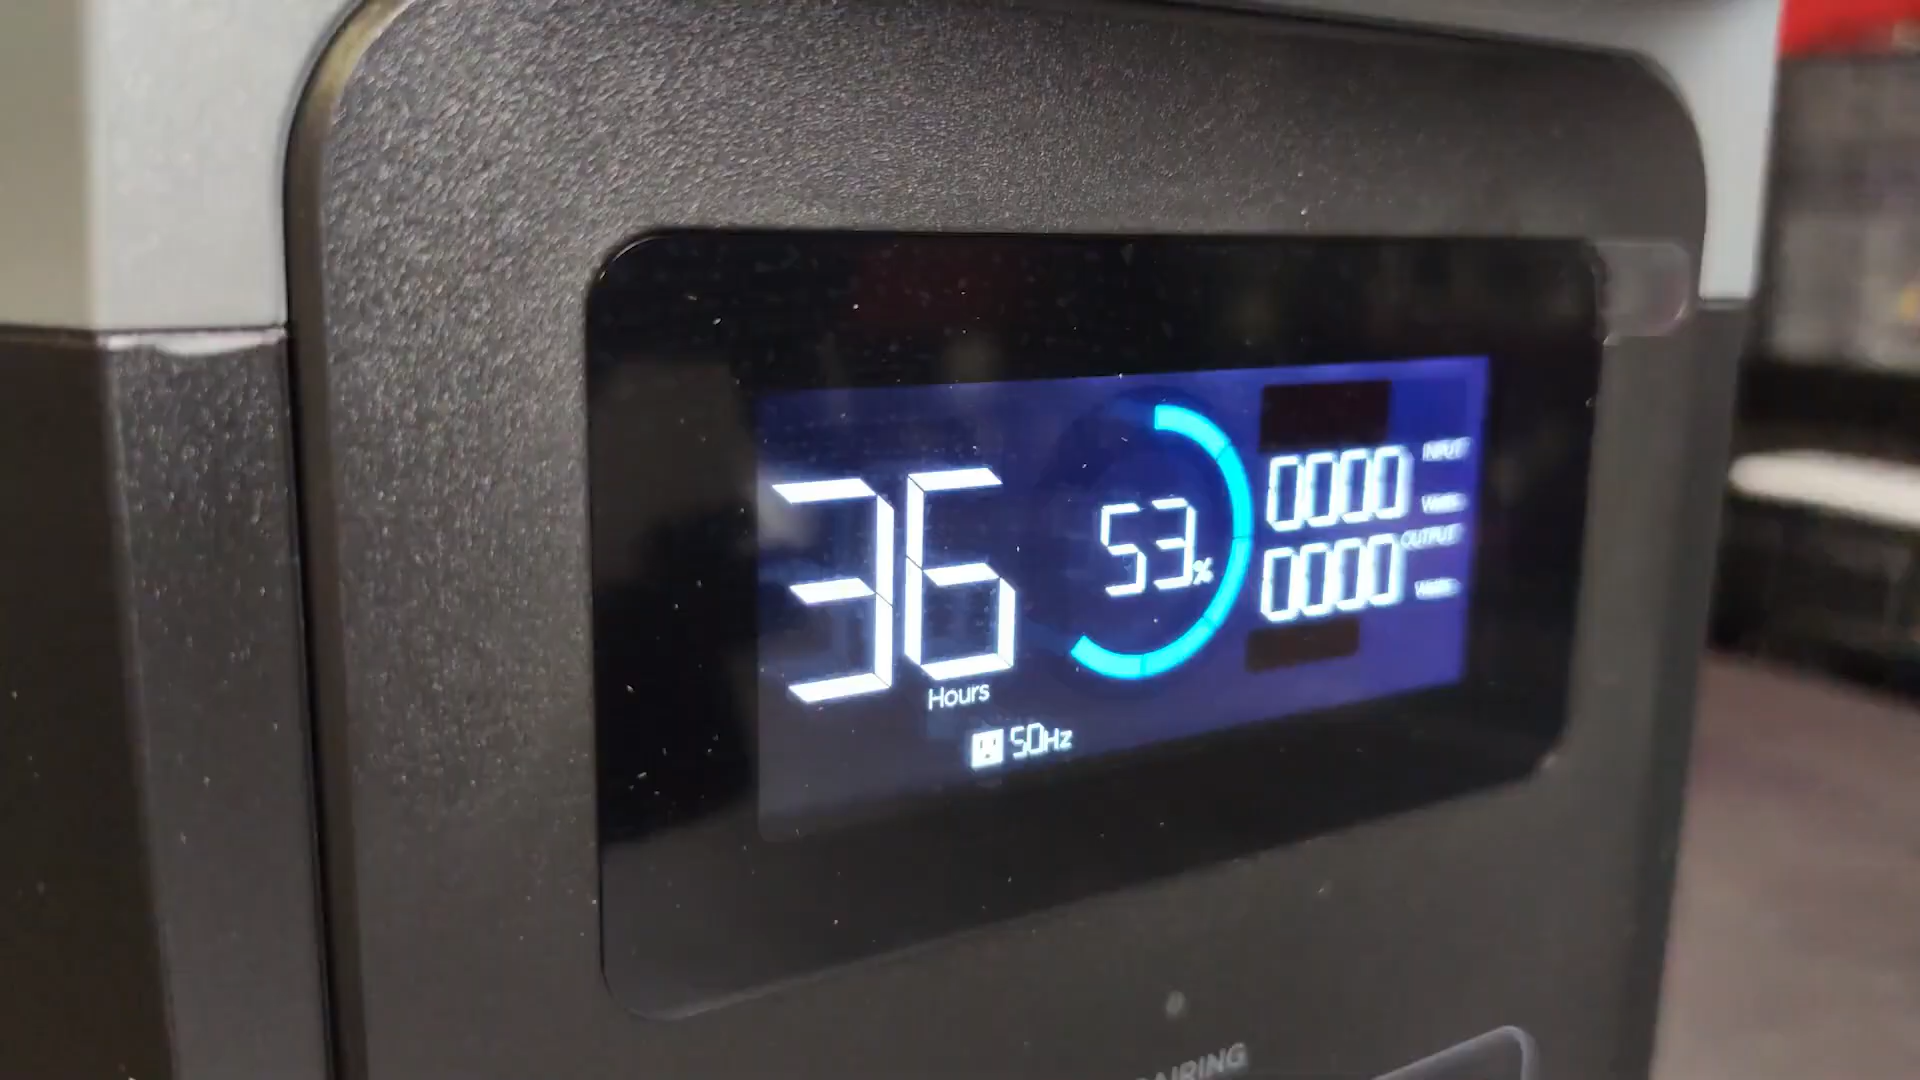 36
Hours
53%
0000 INPUT
Watts
0000 OUTPUT
Watts
50Hz